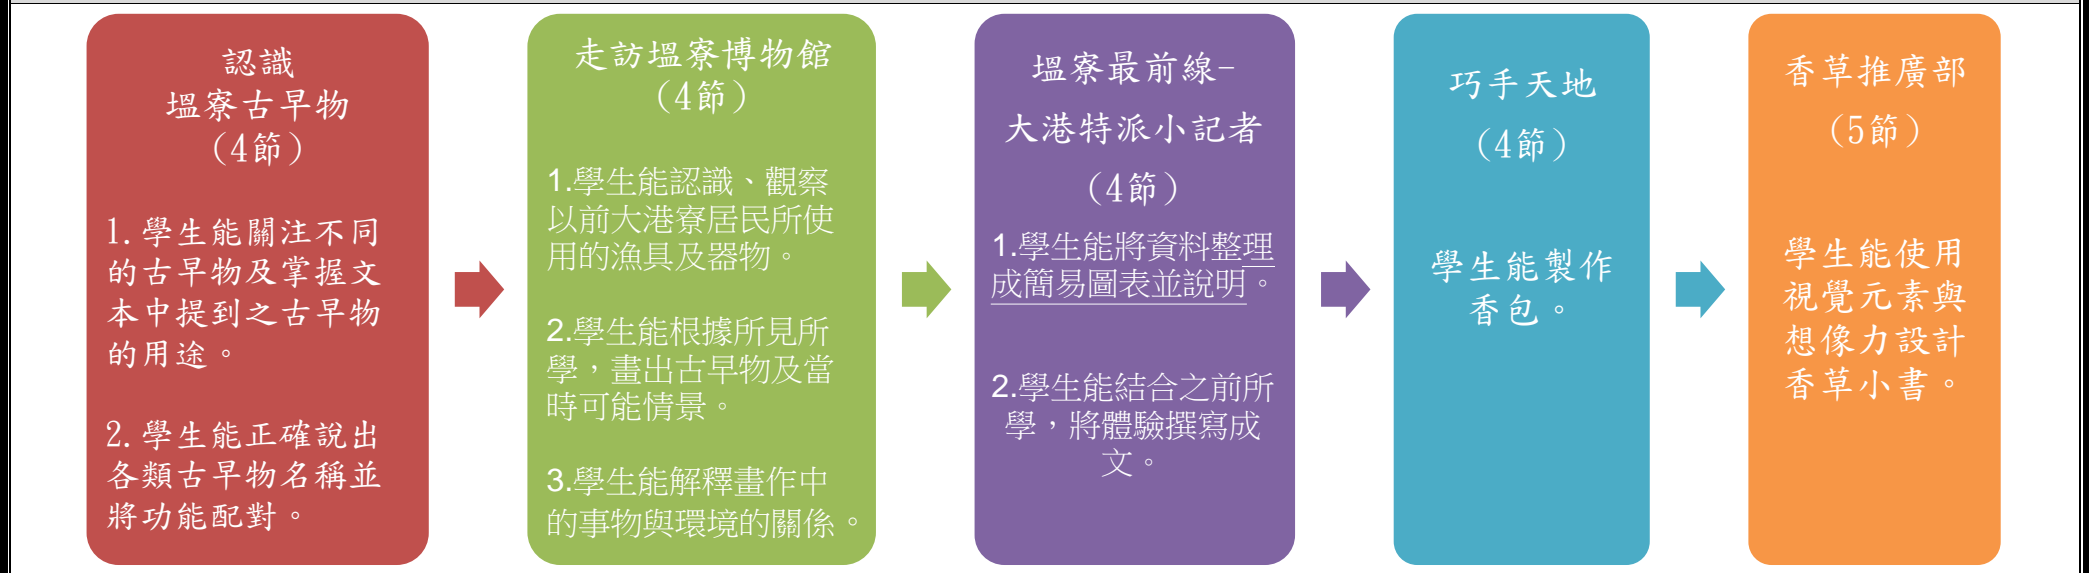 認識
塭寮古早物
(4節)
1.學生能關注不同
的古早物及掌握文
本中提到之古早物
的用途。
2.學生能正確說出
各類古早物名稱並
將功能配對。
走訪塭寮博物館
(4節)
1.學生能認識、觀察
以前大港寮居民所使
用的漁具及器物。
2.學生能根據所見所
學，畫出古早物及當
時可能情景。
3.學生能解釋畫作中
的事物與環境的關係。
塭寮最前線-
大港特派小記者
(4節)
1.學生能將資料整理
成簡易圖表並說明。
2.學生能結合之前所
學，將體驗撰寫成
文。
巧手天地
(4節)
學生能製作
香包。
香草推廣部
(5節)
學生能使用
視覺元素與
想像力設計
香草小書。